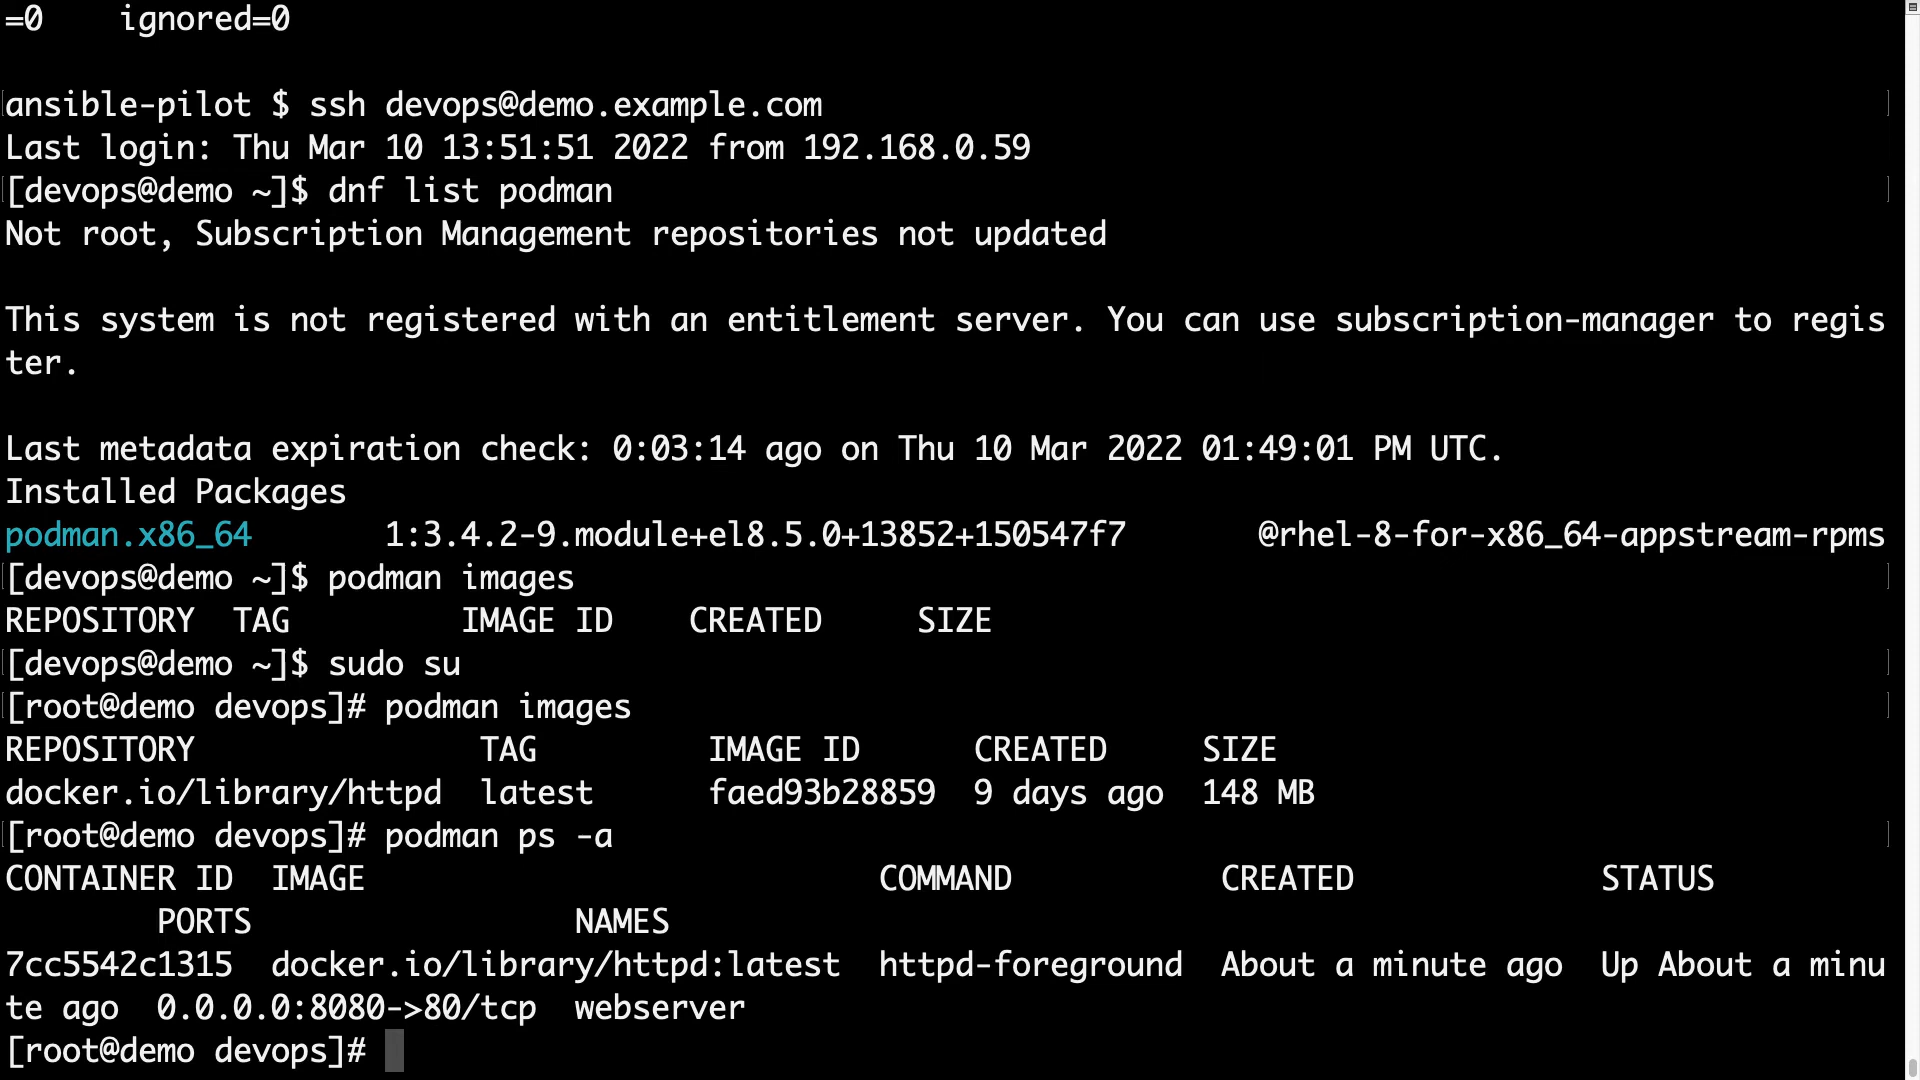 =0    ignored=0
ansible-pilot $ ssh devops@demo.example.com
Last login: Thu Mar 10 13:51:51 2022 from 192.168.0.59
[devops@demo ~]$ dnf list podman
Not root, Subscription Management repositories not updated
This system is not registered with an entitlement server. You can use subscription-manager to regis
ter.
Last metadata expiration check: 0:03:14 ago on Thu 10 Mar 2022 01:49:01 PM UTC.
Installed Packages
podman.x86_64       1:3.4.2-9.module+el8.5.0+13852+150547f7       @rhel-8-for-x86_64-appstream-rpms
[devops@demo ~]$ podman images
REPOSITORY  TAG         IMAGE ID    CREATED     SIZE
[devops@demo ~]$ sudo su
[root@demo devops]# podman images
REPOSITORY               TAG         IMAGE ID      CREATED     SIZE
docker.io/library/httpd  latest      faed93b28859  9 days ago  148 MB
[root@demo devops]# podman ps -a
CONTAINER ID  IMAGE                           COMMAND           CREATED             STATUS
        PORTS                 NAMES
7cc5542c1315  docker.io/library/httpd:latest  httpd-foreground  About a minute ago  Up About a minu
te ago  0.0.0.0:8080->80/tcp  webserver
[root@demo devops]#